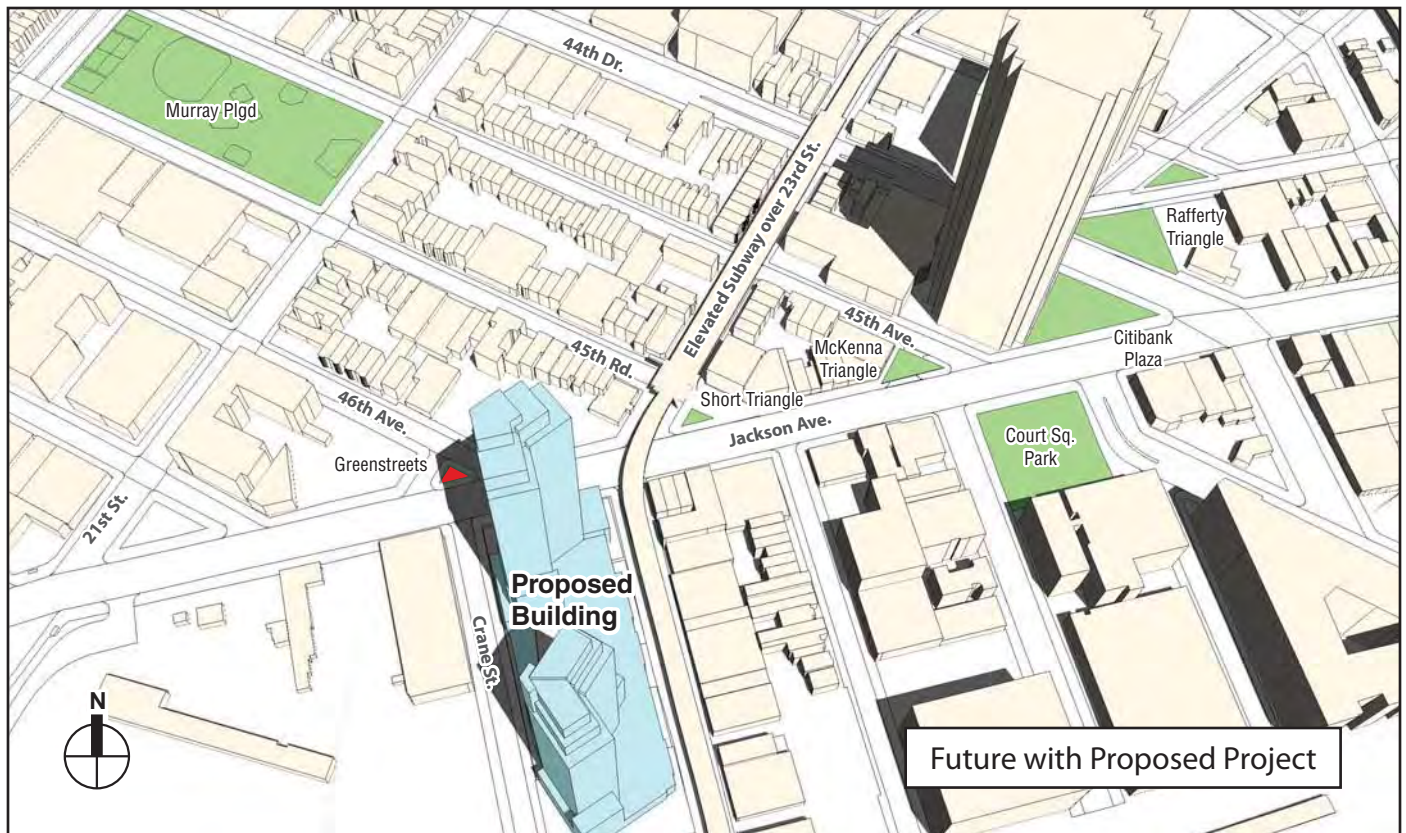 44th Dr.
Murray Plgd
Elevated Subway over 23rd St.
Rafferty
Triangle
45th Ave.
Citibank
Plaza
McKenna
Triangle
45th Rd.
Short Triangle
46th Ave.
Jackson Ave.
Court Sq.
Park
Greenstreets
21st St.
Proposed
Building
Crane St.
N
Future with Proposed Project